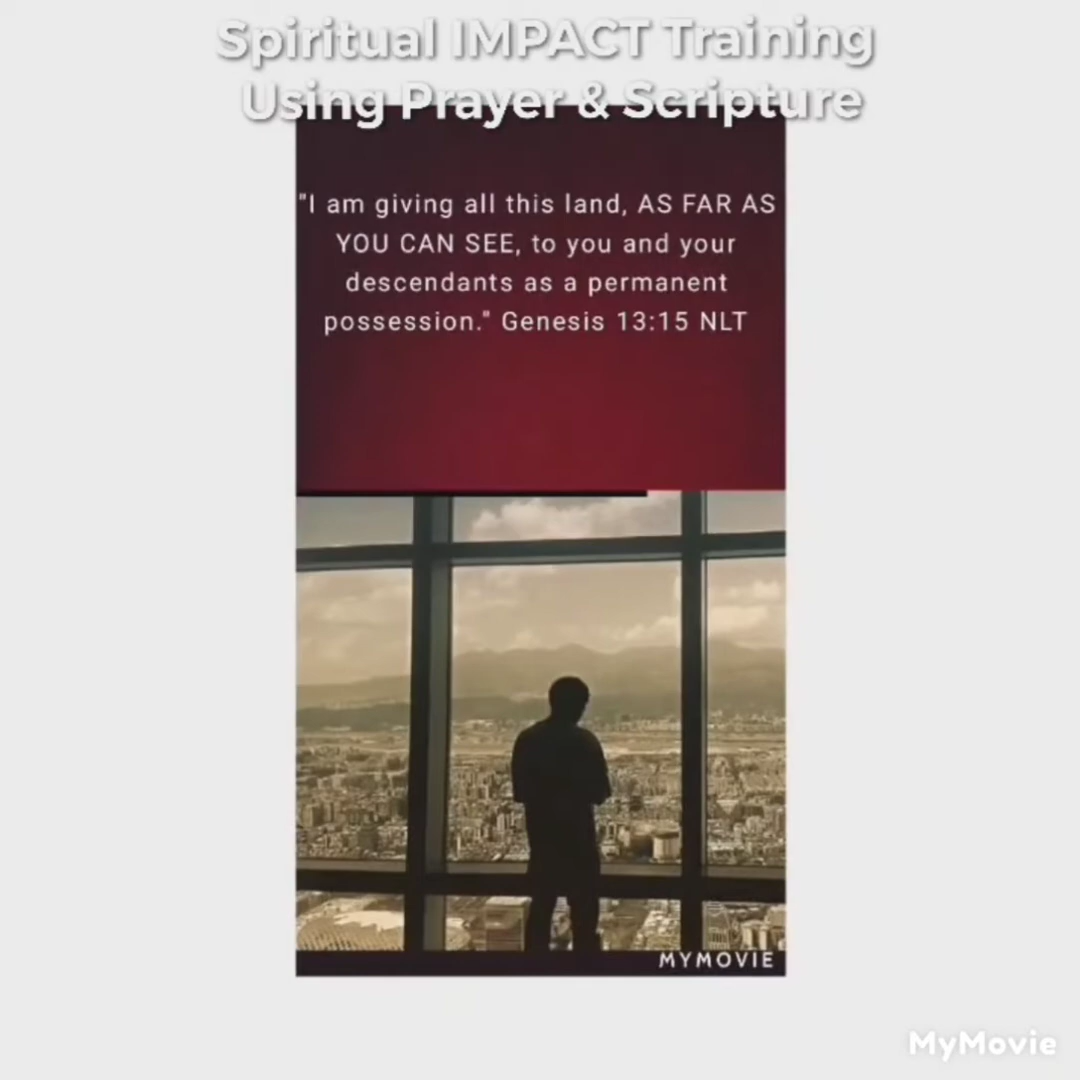 Spiritual IMPACT Training
Using Prayer & Scripture
"I am giving all this land, AS FAR AS
YOU CAN SEE, to you and your
descendants as a permanent
possession." Genesis 13:15 NLT
MYMOVIE
MyMovie